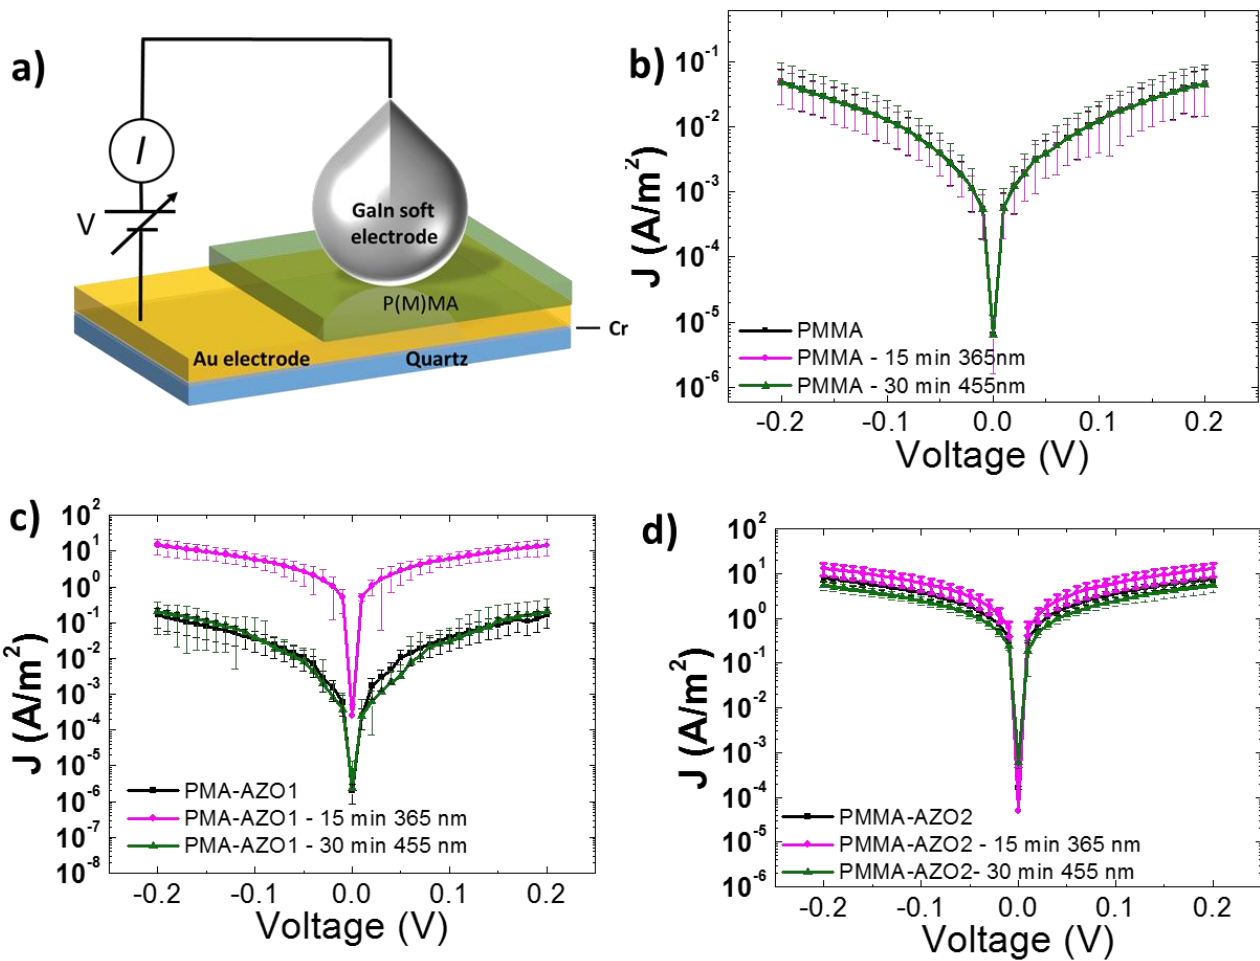 a)
I
V
GaIn soft
electrode
P(M)MA
Cr
Au electrode
Quartz
b)
J (A/m²)
10⁻¹
10⁻²
10⁻³
10⁻⁴
10⁻⁵
10⁻⁶
PMMA
PMMA - 15 min 365nm
PMMA - 30 min 455nm
-0.2 -0.1 0.0 0.1 0.2
Voltage (V)
c)
J (A/m²)
10²
10¹
10⁰
10⁻¹
10⁻²
10⁻³
10⁻⁴
10⁻⁵
10⁻⁶
10⁻⁷
10⁻⁸
PMA-AZO1
PMA-AZO1 - 15 min 365 nm
PMA-AZO1 - 30 min 455 nm
-0.2 -0.1 0.0 0.1 0.2
Voltage (V)
d)
J (A/m²)
10²
10¹
10⁰
10⁻¹
10⁻²
10⁻³
10⁻⁴
10⁻⁵
10⁻⁶
PMMA-AZO2
PMMA-AZO2 - 15 min 365 nm
PMMA-AZO2- 30 min 455 nm
-0.2 -0.1 0.0 0.1 0.2
Voltage (V)